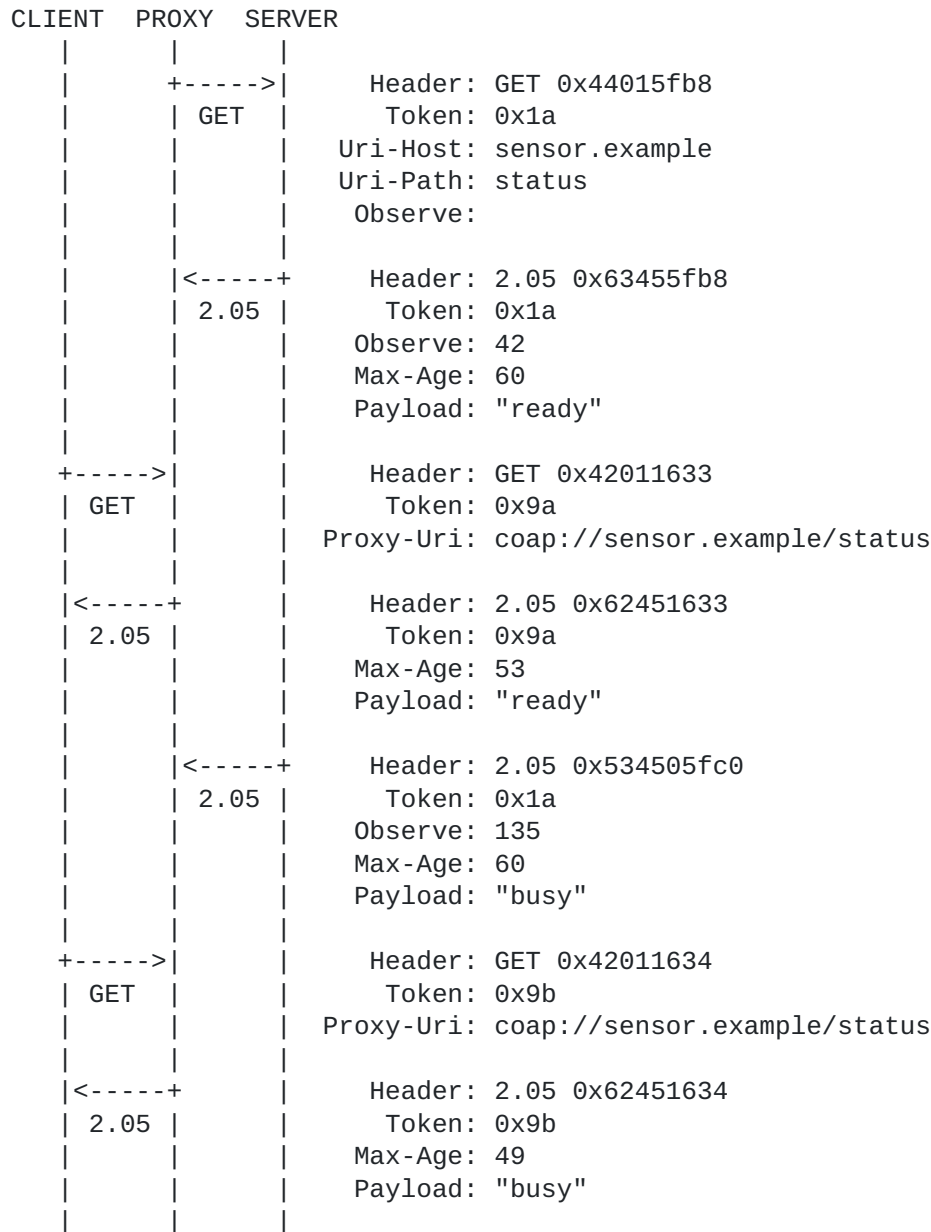 CLIENT  PROXY  SERVER
   |      |      |
   |      +----->|     Header: GET 0x44015fb8
   |      | GET  |      Token: 0x1a
   |      |      |   Uri-Host: sensor.example
   |      |      |   Uri-Path: status
   |      |      |    Observe:
   |      |      |
   |      |<-----+     Header: 2.05 0x63455fb8
   |      | 2.05 |      Token: 0x1a
   |      |      |    Observe: 42
   |      |      |    Max-Age: 60
   |      |      |    Payload: "ready"
   |      |      |
   +----->|      |     Header: GET 0x42011633
   | GET  |      |      Token: 0x9a
   |      |      |  Proxy-Uri: coap://sensor.example/status
   |      |      |
   |<-----+      |     Header: 2.05 0x62451633
   | 2.05 |      |      Token: 0x9a
   |      |      |    Max-Age: 53
   |      |      |    Payload: "ready"
   |      |      |
   |      |<-----+     Header: 2.05 0x534505fc0
   |      | 2.05 |      Token: 0x1a
   |      |      |    Observe: 135
   |      |      |    Max-Age: 60
   |      |      |    Payload: "busy"
   |      |      |
   +----->|      |     Header: GET 0x42011634
   | GET  |      |      Token: 0x9b
   |      |      |  Proxy-Uri: coap://sensor.example/status
   |      |      |
   |<-----+      |     Header: 2.05 0x62451634
   | 2.05 |      |      Token: 0x9b
   |      |      |    Max-Age: 49
   |      |      |    Payload: "busy"
   |      |      |